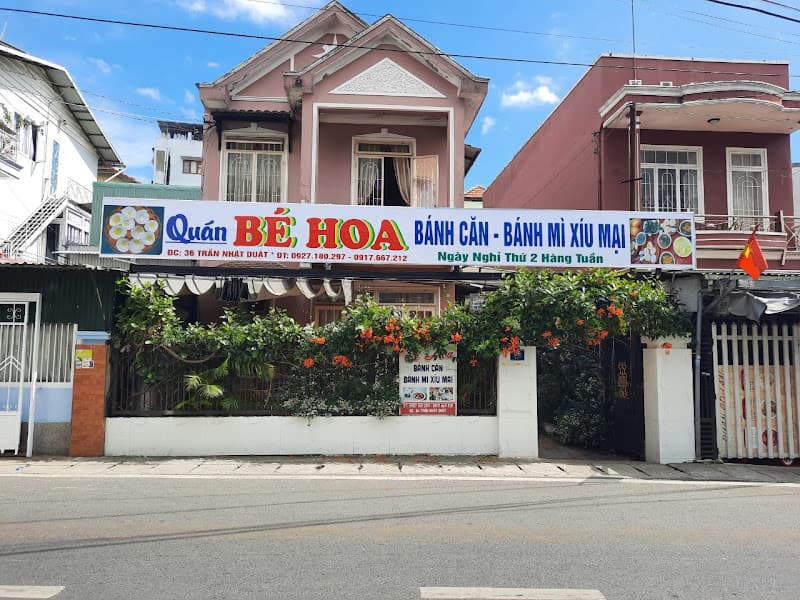 Quán BÉ HOA
BÁNH CĂN - BÁNH MÌ XÍU MẠI
ĐC: 36 TRẦN NHẬT DUẬT * ĐT: 0927.180.297 - 0917.667.212
Ngày Nghỉ Thứ 2 Hàng Tuần
BÁNH CĂN
BÁNH MÌ XÍU MẠI